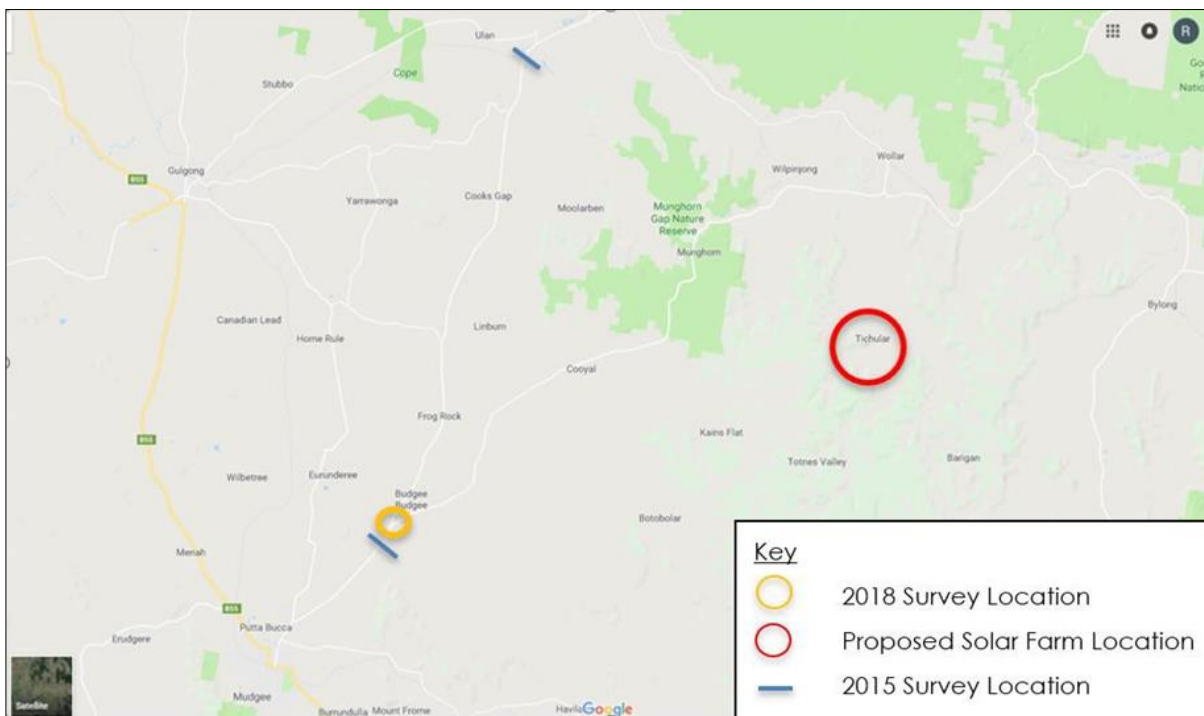 Ulan
R
Cope
Stubbo
Gulgong
B55
Wilpinjong
Wollar
Yarrawonga
Cooks Gap
Moolarben
Munghorn
Gap Nature
Reserve
Munghorn
Bylong
Canadian Lead
Linburn
Home Rule
Tichular
Cooyal
Frog Rock
B55
Kains Flat
Totnes Valley
Barigan
Wilbetree
Eurunderee
Budgee
Budgee
Botobolar
Menah
Key
2018 Survey Location
B55
Putta Bucca
Erudgere
Proposed Solar Farm Location
Satellite
Mudgee
2015 Survey Location
Burrundulla
Mount Frome
Google